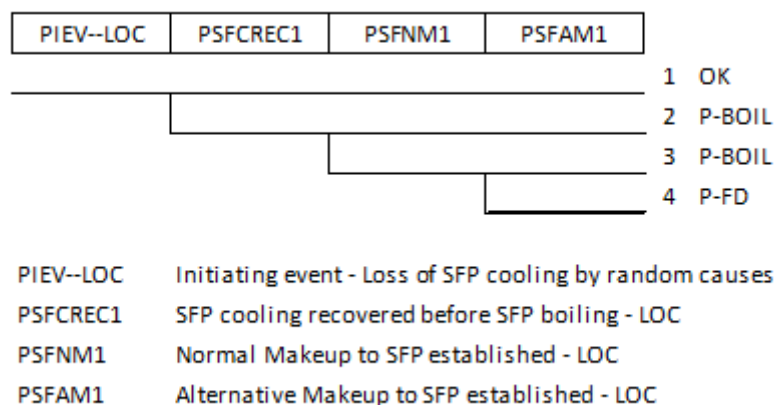 PIEV--LOC PSFCREC1 PSFNM1 PSFAM1
1 OK
2 P-BOIL
3 P-BOIL
4 P-FD
PIEV--LOC Initiating event - Loss of SFP cooling by random causes
PSFCREC1 SFP cooling recovered before SFP boiling - LOC
PSFNM1 Normal Makeup to SFP established - LOC
PSFAM1 Alternative Makeup to SFP established - LOC